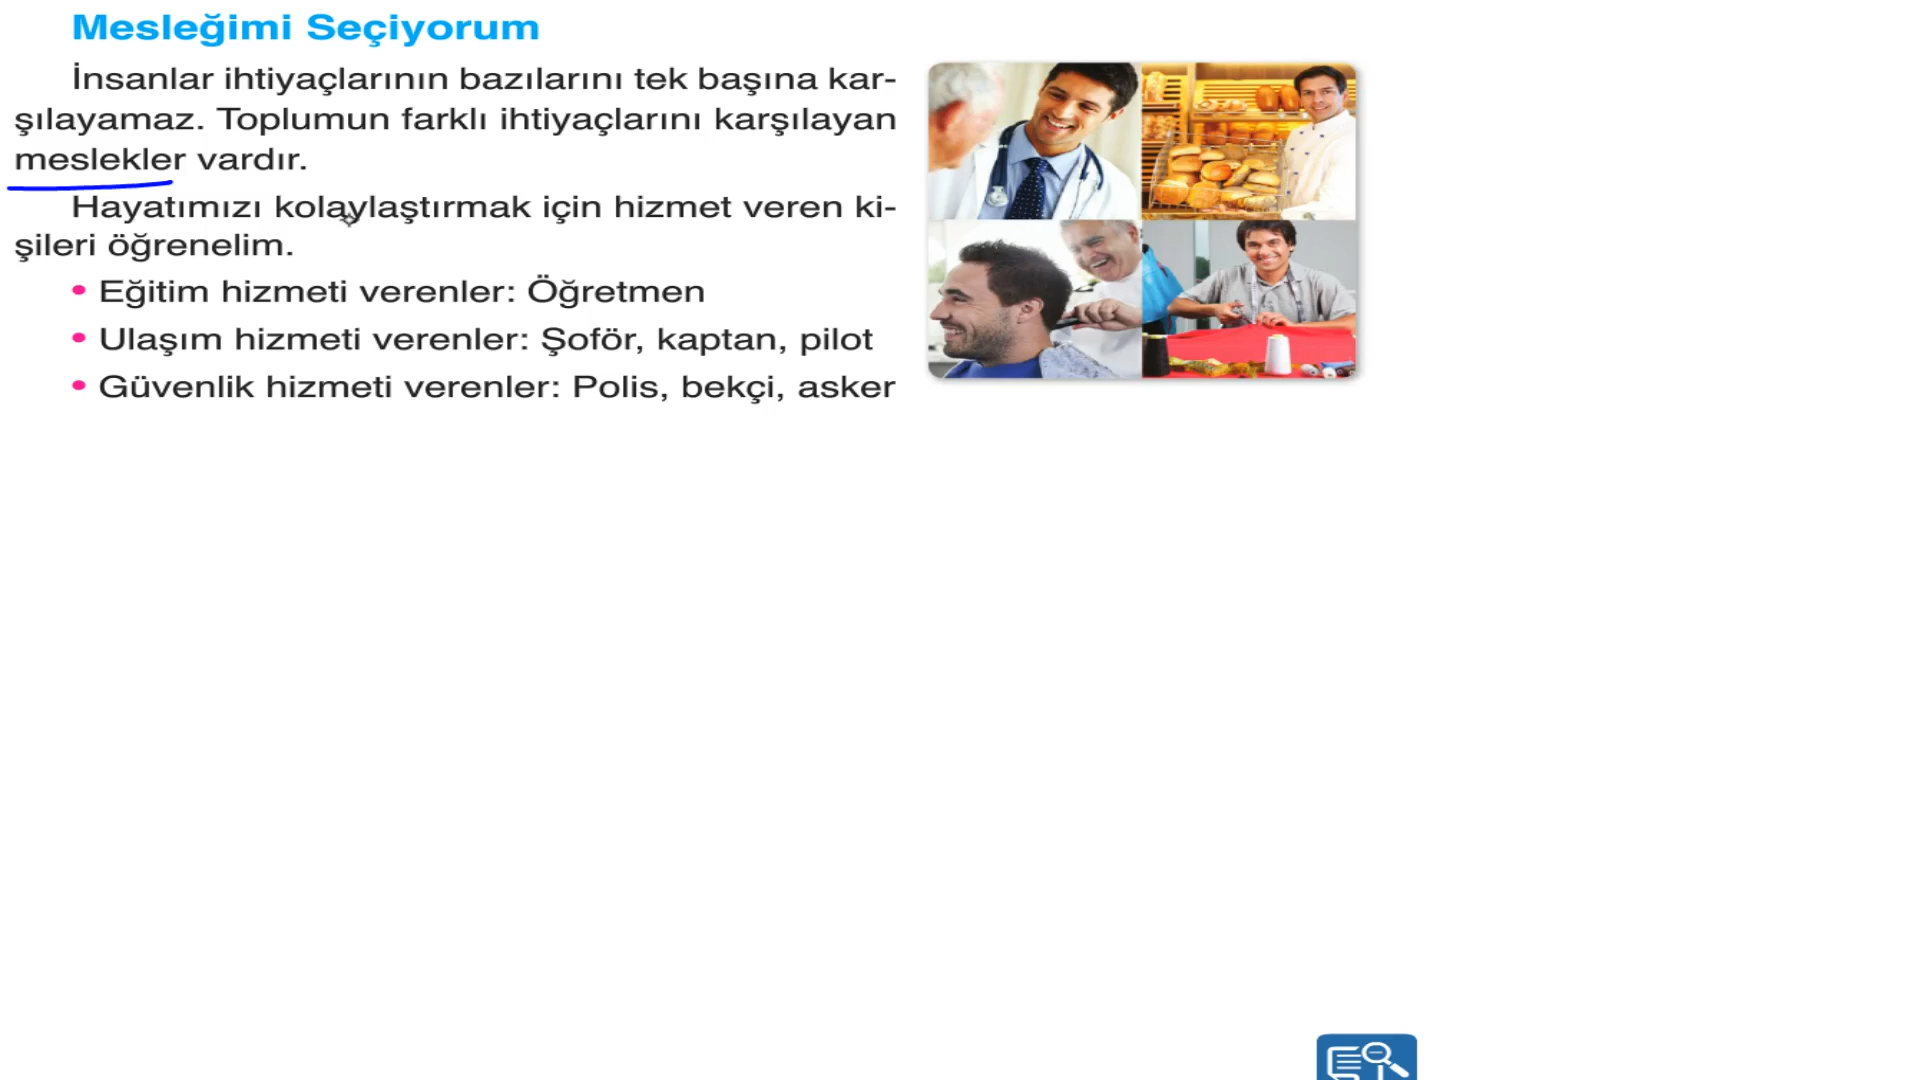 Mesleğimi Seçiyorum
İnsanlar ihtiyaçlarının bazılarını tek başına kar-
şılayamaz. Toplumun farklı ihtiyaçlarını karşılayan
meslekler vardır.
Hayatımızı kolaylaştırmak için hizmet veren ki-
şileri öğrenelim.
• Eğitim hizmeti verenler: Öğretmen
• Ulaşım hizmeti verenler: Şoför, kaptan, pilot
• Güvenlik hizmeti verenler: Polis, bekçi, asker